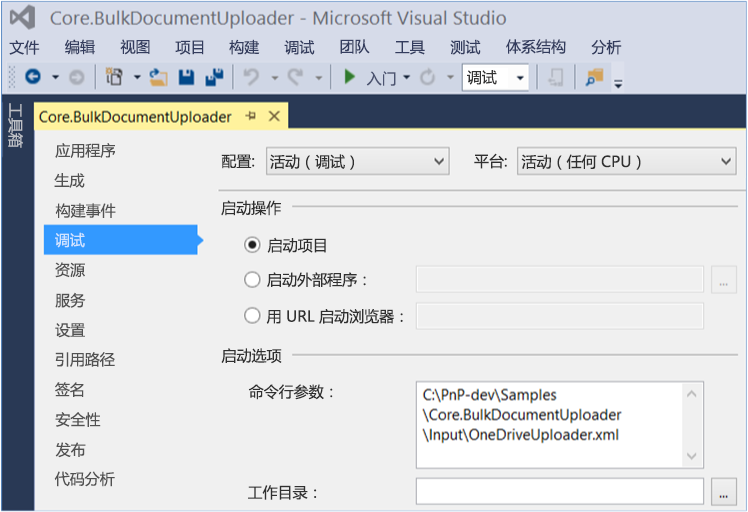 Core.BulkDocumentUploader - Microsoft Visual Studio
文件 编辑 视图 项目 构建 调试 团队 工具 测试 体系结构 分析
入门 调试
工具箱
Core.BulkDocumentUploader
应用程序
生成
构建事件
调试
资源
服务
设置
引用路径
签名
安全性
发布
代码分析
配置: 活动（调试） 平台: 活动（任何 CPU）
启动操作
启动项目
启动外部程序： ...
用 URL 启动浏览器：
启动选项
命令行参数： C:\PnP-dev\Samples
\Core.BulkDocumentUploader
\Input\OneDriveUploader.xml
工作目录： ...